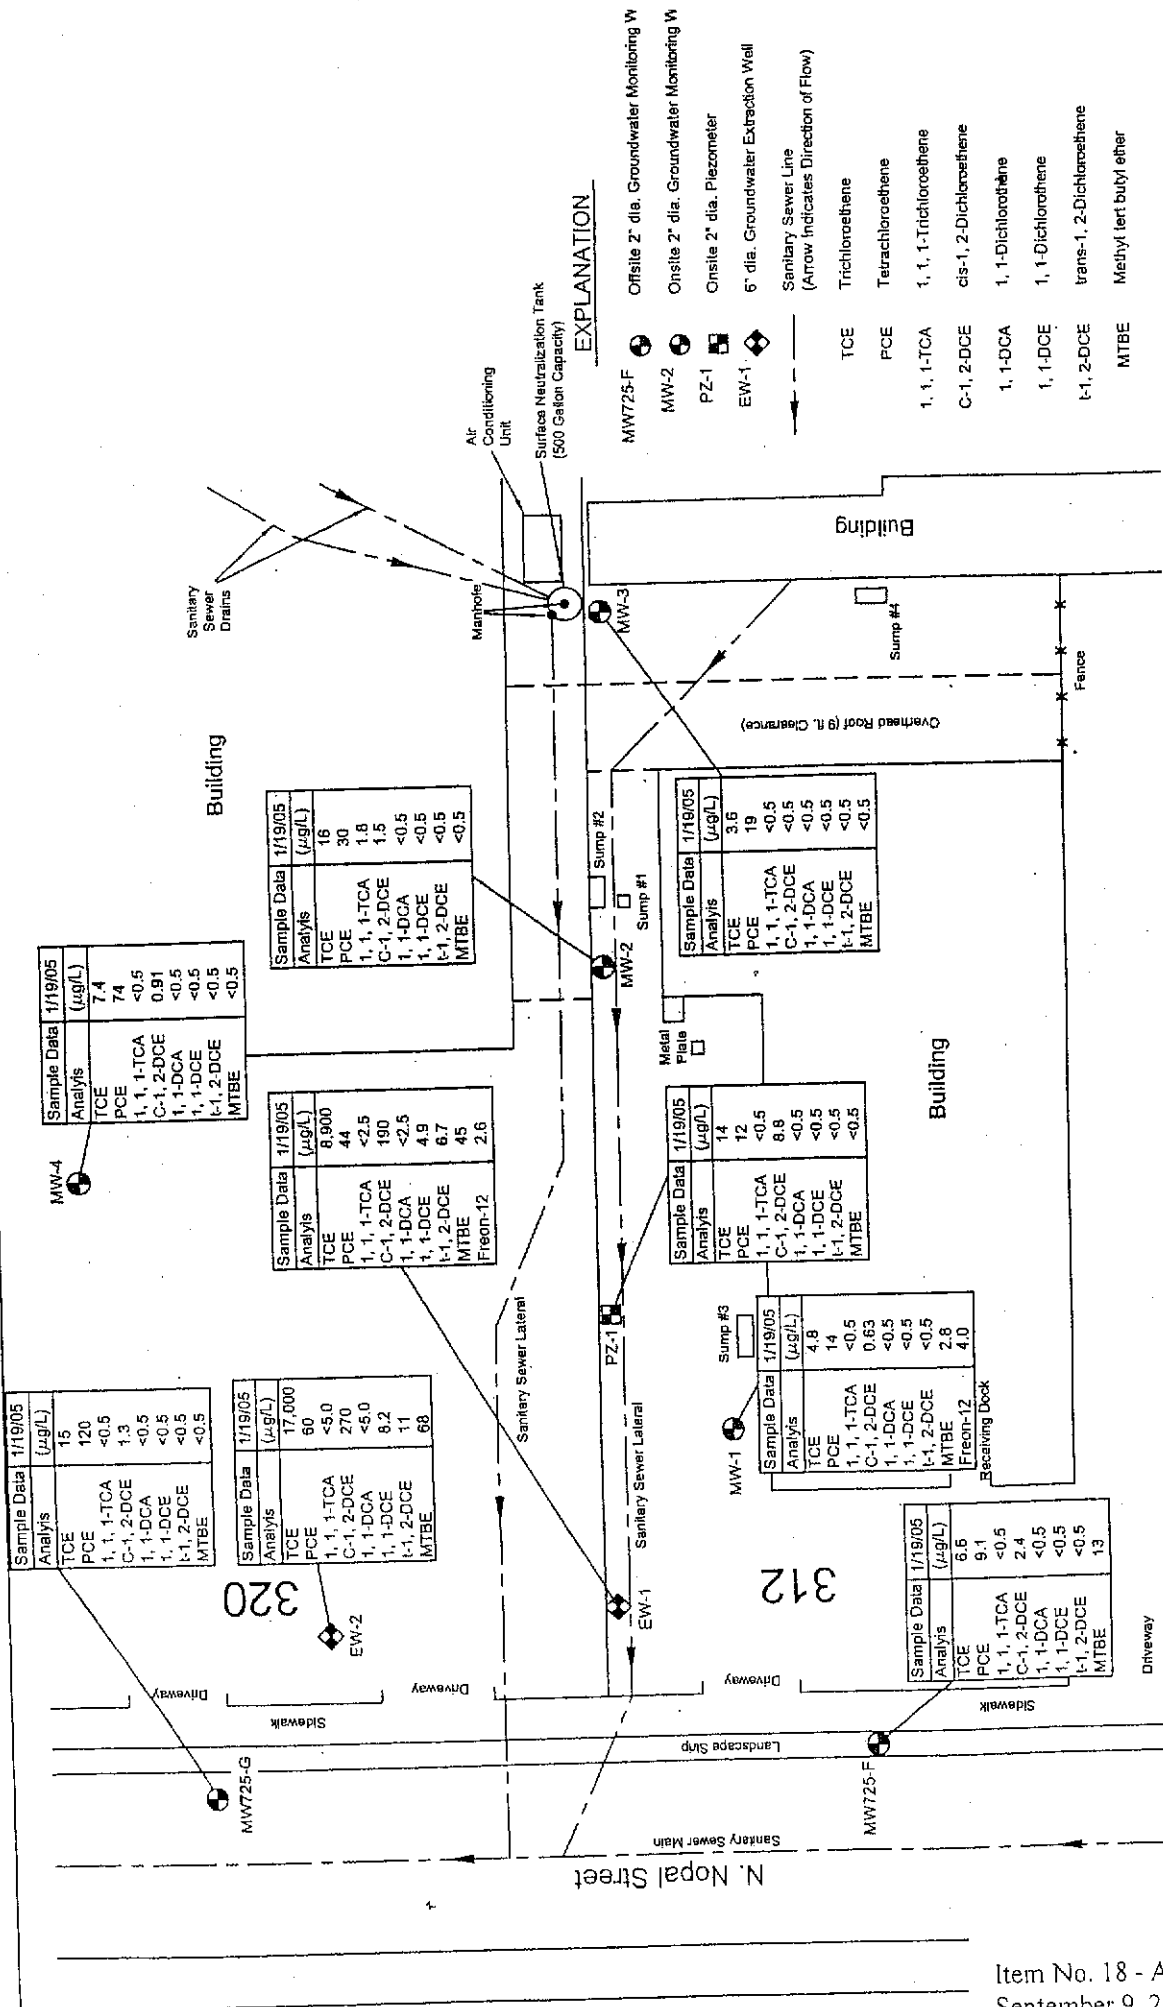 Sample Data 1/19/05
Analyis (µg/L)
TCE 15
PCE 120
1, 1, 1-TCA <0.5
C-1, 2-DCE 1.3
1, 1-DCA <0.5
1, 1-DCE <0.5
t-1, 2-DCE <0.5
MTBE <0.5
MW725-G
Sample Data 1/19/05
Analyis (µg/L)
TCE 17,000
PCE 60
1, 1, 1-TCA <5.0
C-1, 2-DCE 270
1, 1-DCA <5.0
1, 1-DCE 8.2
t-1, 2-DCE 11
MTBE 68
320
EW-2
MW-4
Sample Data 1/19/05
Analyis (µg/L)
TCE 7.4
PCE 74
1, 1, 1-TCA <0.5
C-1, 2-DCE 0.91
1, 1-DCA <0.5
1, 1-DCE <0.5
t-1, 2-DCE <0.5
MTBE <0.5
Sample Data 1/19/05
Analyis (µg/L)
TCE 8,900
PCE 44
1, 1, 1-TCA <2.5
C-1, 2-DCE 190
1, 1-DCA <2.5
1, 1-DCE 4.9
t-1, 2-DCE 6.7
MTBE 45
Freon-12 2.6
Sample Data 1/19/05
Analyis (µg/L)
TCE 16
PCE 30
1, 1, 1-TCA 1.8
C-1, 2-DCE 1.5
1, 1-DCA <0.5
1, 1-DCE <0.5
t-1, 2-DCE <0.5
MTBE <0.5
Building
Sanitary
Sewer
Drains
Manhole
Air
Conditioning
Unit
Surface Neutralization Tank
(500 Gallon Capacity)
Driveway
Sidewalk
Driveway
Sanitary Sewer Lateral
Sanitary Sewer Lateral
EW-1
PZ-1
MW-2
Sump #2
Sump #1
MW-3
Metal
Plate
Sample Data 1/19/05
Analyis (µg/L)
TCE 14
PCE 12
1, 1, 1-TCA <0.5
C-1, 2-DCE 8.8
1, 1-DCA <0.5
1, 1-DCE <0.5
t-1, 2-DCE <0.5
MTBE <0.5
Sample Data 1/19/05
Analyis (µg/L)
TCE 3.6
PCE 19
1, 1, 1-TCA <0.5
C-1, 2-DCE <0.5
1, 1-DCA <0.5
1, 1-DCE <0.5
t-1, 2-DCE <0.5
MTBE <0.5
Overhead Roof (9 ft. Clearance)
Sump #4
Fence
Building
Building
312
MW-1
Sump #3
Sample Data 1/19/05
Analyis (µg/L)
TCE 4.8
PCE 14
1, 1, 1-TCA <0.5
C-1, 2-DCE 0.63
1, 1-DCA <0.5
1, 1-DCE <0.5
t-1, 2-DCE <0.5
MTBE 2.8
Freon-12 4.0
Receiving Dock
Driveway
Sidewalk
Landscape Strip
MW725-F
Sample Data 1/19/05
Analyis (µg/L)
TCE 6.6
PCE 9.1
1, 1, 1-TCA <0.5
C-1, 2-DCE 2.4
1, 1-DCA <0.5
1, 1-DCE <0.5
t-1, 2-DCE <0.5
MTBE 13
Driveway
Sanitary Sewer Main
N. Nopal Street
EXPLANATION
MW725-F Offsite 2" dia. Groundwater Monitoring W
MW-2 Onsite 2" dia. Groundwater Monitoring W
PZ-1 Onsite 2" dia. Piezometer
EW-1 6" dia. Groundwater Extraction Well
Sanitary Sewer Line
(Arrow Indicates Direction of Flow)
TCE Trichloroethene
PCE Tetrachloroethene
1, 1, 1-TCA 1, 1, 1-Trichloroethene
C-1, 2-DCE cis-1, 2-Dichloroethene
1, 1-DCA 1, 1-Dichlorothène
1, 1-DCE 1, 1-Dichlorothene
t-1, 2-DCE trans-1, 2-Dichloroethene
MTBE Methyl tert butyl ether
Item No. 18 - A
September 9, 2